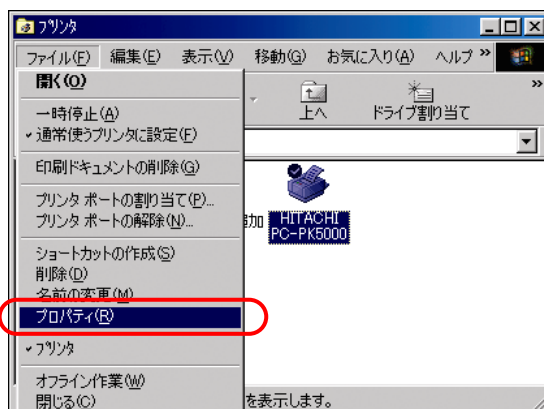 プリンタ
ファイル(F) 編集(E) 表示(V) 移動(G) お気に入り(A) ヘルプ »
開く(O)
一時停止(A)
通常使うプリンタに設定(F)
印刷ドキュメントの削除(G)
プリンタ ポートの割り当て(P)...
プリンタ ポートの解除(N)...
ショートカットの作成(S)
削除(D)
名前の変更(M)
プロパティ(R)
プリンタ
オフライン作業(W)
閉じる(C)
上へ ドライブ割り当て »
加 HITACHI
PC-PK5000
を表示します。